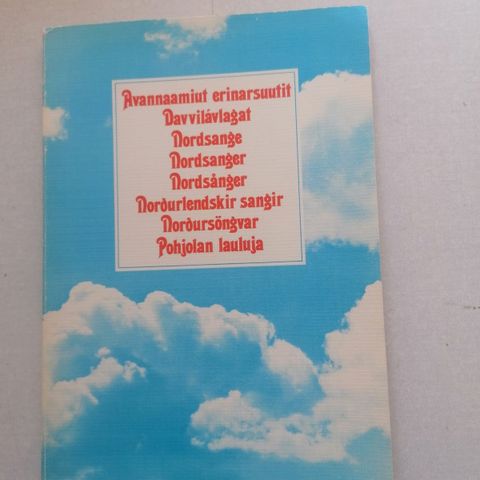 Avannaamiut erinarsuutit
Davvilávlagat
Nordsange
Nordsanger
Nordsånger
Norðurlendskir sangir
Norðursöngvar
Pohjolan lauluja